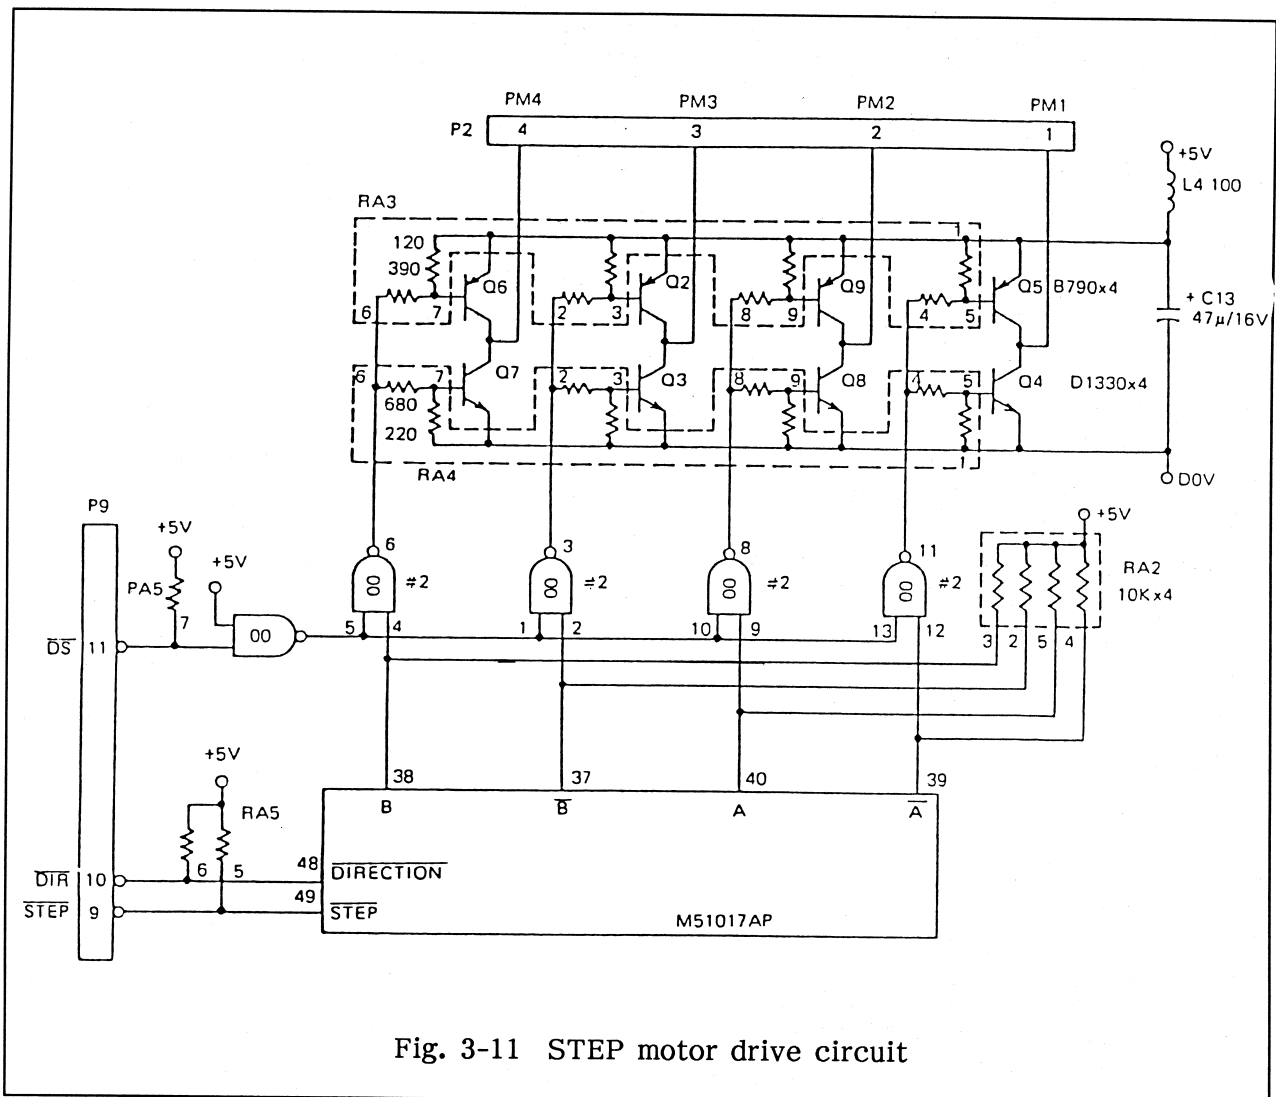 PM4 PM3 PM2 PM1
P2 4 3 2 1
+5V
L4 100
RA3
1
120
390
Q6 Q2 Q9 Q5 B790x4
+ C13
47μ/16V
6 7 2 3 8 9 4 5
6 7 2 3 8 9 4 5
Q7 Q3 Q8 Q4 D1330x4
680
220
1
RA4
D0V
P9
+5V
+5V
+5V
6 3 8 11
00 #2 00 #2 00 #2 00 #2
RA2
10Kx4
PA5
7
00
5 4 1 2 10 9 13 12
3 2 5 4
D̅S̅ 11
+5V
RA5
38 37 40 39
B B̅ A A̅
6 5
48 D̅I̅R̅E̅C̅T̅I̅O̅N̅
D̅I̅R̅ 10
49 S̅T̅E̅P̅
S̅T̅E̅P̅ 9
M51017AP
Fig. 3-11 STEP motor drive circuit